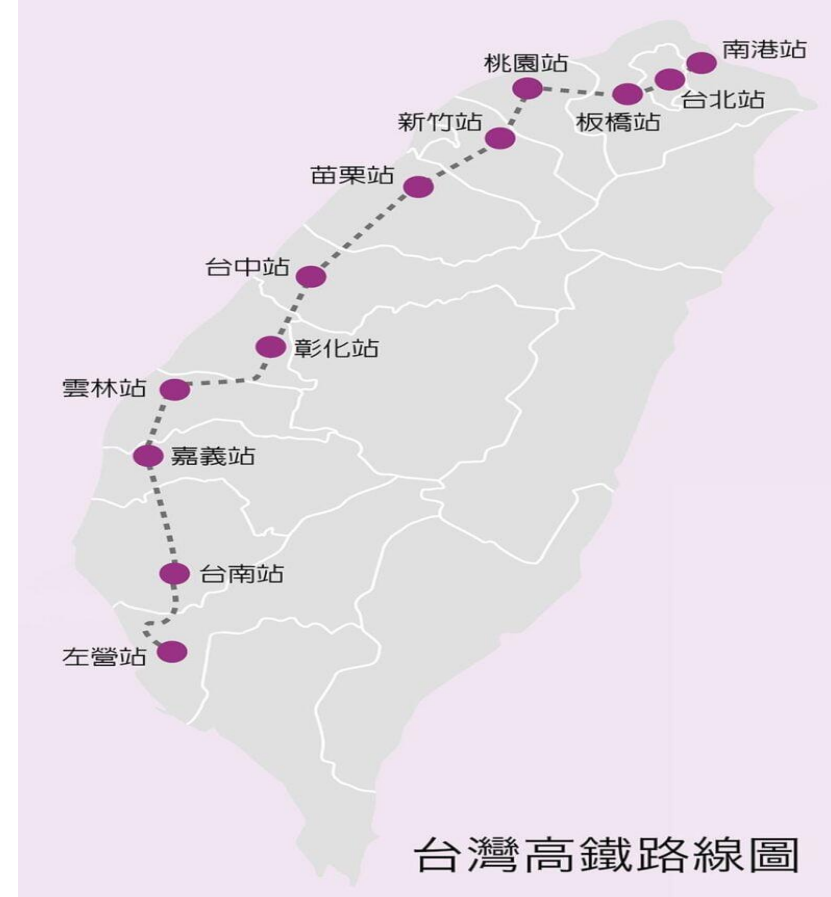 南港站
桃園站
台北站
新竹站
板橋站
苗栗站
台中站
彰化站
雲林站
嘉義站
台南站
左營站
台灣高鐵路線圖